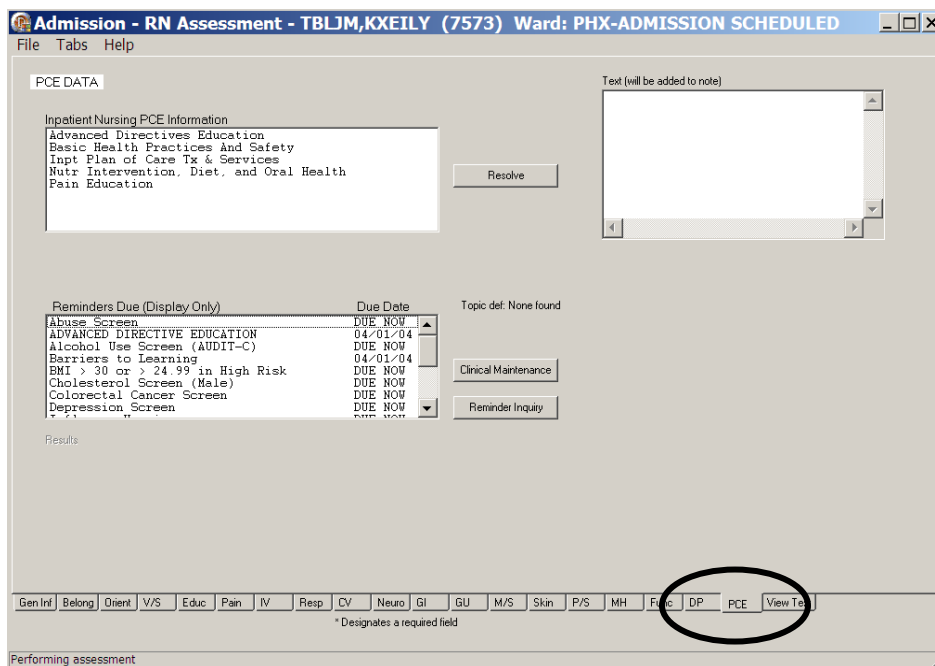 Admission - RN Assessment - TBLJM,KXEILY (7573) Ward: PHX-ADMISSION SCHEDULED
File Tabs Help
PCE DATA
Text (will be added to note)
Inpatient Nursing PCE Information
Advanced Directives Education
Basic Health Practices And Safety
Inpt Plan of Care Tx & Services
Nutr Intervention, Diet, and Oral Health
Pain Education
Resolve
Reminders Due (Display Only) Due Date
Topic def: None found
Abuse Screen DUE NOW
ADVANCED DIRECTIVE EDUCATION 04/01/04
Alcohol Use Screen (AUDIT-C) DUE NOW
Barriers to Learning 04/01/04
BMI > 30 or > 24.99 in High Risk DUE NOW
Cholesterol Screen (Male) DUE NOW
Colorectal Cancer Screen DUE NOW
Depression Screen DUE NOW
DUE NOW
Clinical Maintenance
Reminder Inquiry
Results
Gen Inf Belong Orient V/S Educ Pain IV Resp CV Neuro GI GU M/S Skin P/S MH Func DP PCE View Text
* Designates a required field
Performing assessment